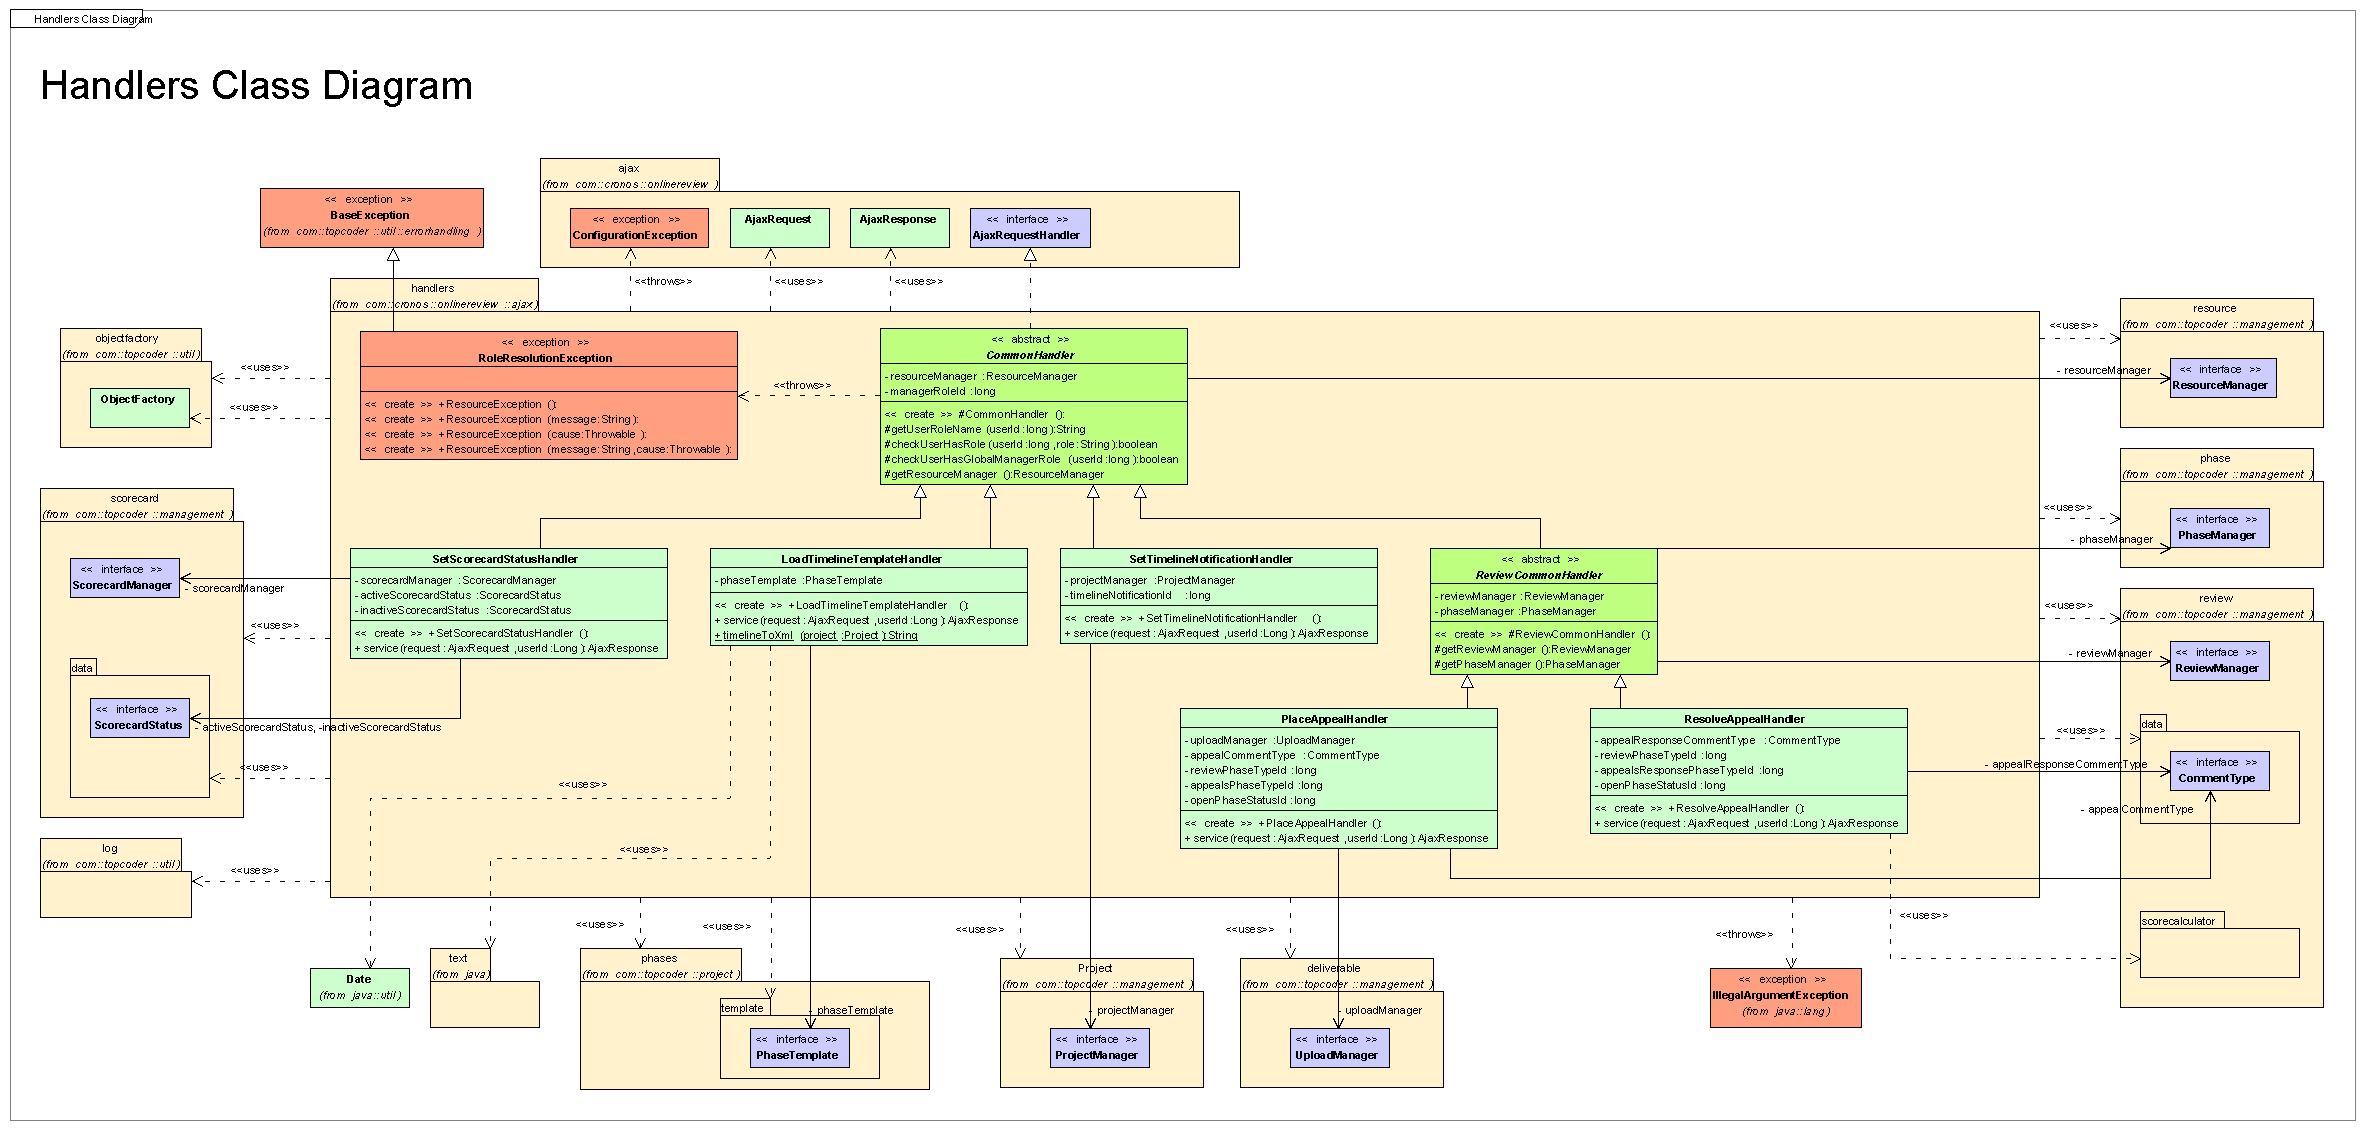 Handlers Class Diagram
Handlers Class Diagram
ajax
(from com::cronos::onlinereview )
<< exception >>
BaseException
(from com::topcoder ::util::errorhandling )
<< exception >>
ConfigurationException
AjaxRequest
AjaxResponse
<< interface >>
AjaxRequestHandler
<<throws>>
<<uses>>
<<uses>>
handlers
(from com::cronos::onlinereview ::ajax)
objectfactory
(from com::topcoder ::util)
ObjectFactory
<<uses>>
<<uses>>
<< exception >>
RoleResolutionException
<< create >> +ResourceException ():
<< create >> +ResourceException (message:String ):
<< create >> +ResourceException (cause:Throwable ):
<< create >> +ResourceException (message:String ,cause:Throwable ):
<<throws>>
<< abstract >>
CommonHandler
- resourceManager :ResourceManager
- managerRoleId :long
<< create >> #CommonHandler ():
#getUserRoleName (userId :long ):String
#checkUserHasRole (userId :long ,role :String ):boolean
#checkUserHasGlobalManagerRole (userId :long ):boolean
#getResourceManager ():ResourceManager
<<uses>>
resource
(from com::topcoder ::management )
- resourceManager
<< interface >>
ResourceManager
scorecard
(from com::topcoder ::management )
<< interface >>
ScorecardManager
- scorecardManager
<<uses>>
data
<< interface >>
ScorecardStatus
- activeScorecardStatus, -inactiveScorecardStatus
<<uses>>
SetScorecardStatusHandler
- scorecardManager :ScorecardManager
- activeScorecardStatus :ScorecardStatus
- inactiveScorecardStatus :ScorecardStatus
<< create >> +SetScorecardStatusHandler ():
+ service (request :AjaxRequest ,userId :Long ):AjaxResponse
LoadTimelineTemplateHandler
- phaseTemplate :PhaseTemplate
<< create >> +LoadTimelineTemplateHandler ():
+ service (request :AjaxRequest ,userId :Long ):AjaxResponse
+ timelineToXml (project :Project ):String
SetTimelineNotificationHandler
- projectManager :ProjectManager
- timelineNotificationId :long
<< create >> +SetTimelineNotificationHandler ():
+ service (request :AjaxRequest ,userId :Long ):AjaxResponse
<< abstract >>
ReviewCommonHandler
- reviewManager :ReviewManager
- phaseManager :PhaseManager
<< create >> #ReviewCommonHandler ():
#getReviewManager ():ReviewManager
#getPhaseManager ():PhaseManager
phase
(from com::topcoder ::management )
<<uses>>
<< interface >>
PhaseManager
- phaseManager
review
(from com::topcoder ::management )
<<uses>>
- reviewManager
<< interface >>
ReviewManager
PlaceAppealHandler
- uploadManager :UploadManager
- appealCommentType :CommentType
- reviewPhaseTypeId :long
- appealsPhaseTypeId :long
- openPhaseStatusId :long
<< create >> +PlaceAppealHandler ():
+ service (request :AjaxRequest ,userId :Long ):AjaxResponse
ResolveAppealHandler
- appealResponseCommentType :CommentType
- reviewPhaseTypeId :long
- appealsResponsePhaseTypeId :long
- openPhaseStatusId :long
<< create >> +ResolveAppealHandler ():
+ service (request :AjaxRequest ,userId :Long ):AjaxResponse
data
<<uses>>
- appealResponseCommentType
<< interface >>
CommentType
- appealCommentType
<<uses>>
<<uses>>
log
(from com::topcoder ::util)
<<uses>>
<<uses>>
scorecalculator
<<uses>>
<<uses>>
<<uses>>
<<uses>>
<<throws>>
Date
(from java::util)
text
(from java)
phases
(from com::topcoder ::project )
template
- phaseTemplate
<< interface >>
PhaseTemplate
Project
(from com::topcoder ::management )
- projectManager
<< interface >>
ProjectManager
deliverable
(from com::topcoder ::management )
- uploadManager
<< interface >>
UploadManager
<< exception >>
IllegalArgumentException
(from java::lang)